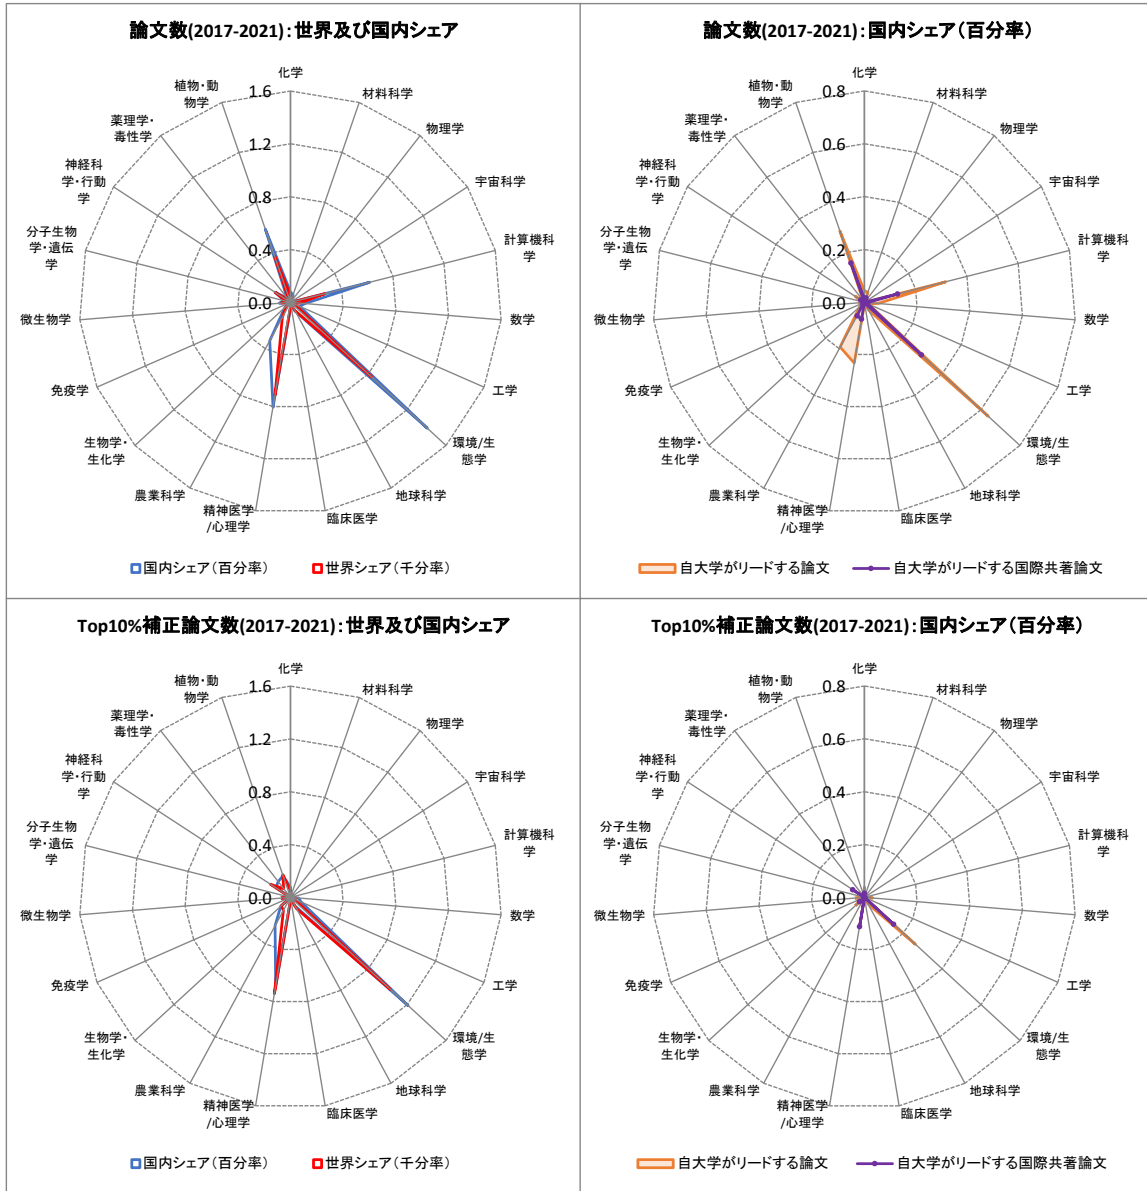 論文数(2017-2021):世界及び国内シェア
化学
材料科学
物理学
宇宙科学
計算機科
学
数学
工学
環境/生
態学
地球科学
臨床医学
精神医学
/心理学
農業科学
生物学・
生化学
免疫学
微生物学
分子生物
学・遺伝
学
神経科
学・行動
学
薬理学・
毒性学
植物・動
物学
1.6
1.2
0.8
0.4
0.0
国内シェア(百分率)
世界シェア(千分率)
論文数(2017-2021):国内シェア(百分率)
化学
材料科学
物理学
宇宙科学
計算機科
学
数学
工学
環境/生
態学
地球科学
臨床医学
精神医学
/心理学
農業科学
生物学・
生化学
免疫学
微生物学
分子生物
学・遺伝
学
神経科
学・行動
学
薬理学・
毒性学
植物・動
物学
0.8
0.6
0.4
0.2
0.0
自大学がリードする論文
自大学がリードする国際共著論文
Top10%補正論文数(2017-2021):世界及び国内シェア
化学
材料科学
物理学
宇宙科学
計算機科
学
数学
工学
環境/生
態学
地球科学
臨床医学
精神医学
/心理学
農業科学
生物学・
生化学
免疫学
微生物学
分子生物
学・遺伝
学
神経科
学・行動
学
薬理学・
毒性学
植物・動
物学
1.6
1.2
0.8
0.4
0.0
国内シェア(百分率)
世界シェア(千分率)
Top10%補正論文数(2017-2021):国内シェア(百分率)
化学
材料科学
物理学
宇宙科学
計算機科
学
数学
工学
環境/生
態学
地球科学
臨床医学
精神医学
/心理学
農業科学
生物学・
生化学
免疫学
微生物学
分子生物
学・遺伝
学
神経科
学・行動
学
薬理学・
毒性学
植物・動
物学
0.8
0.6
0.4
0.2
0.0
自大学がリードする論文
自大学がリードする国際共著論文